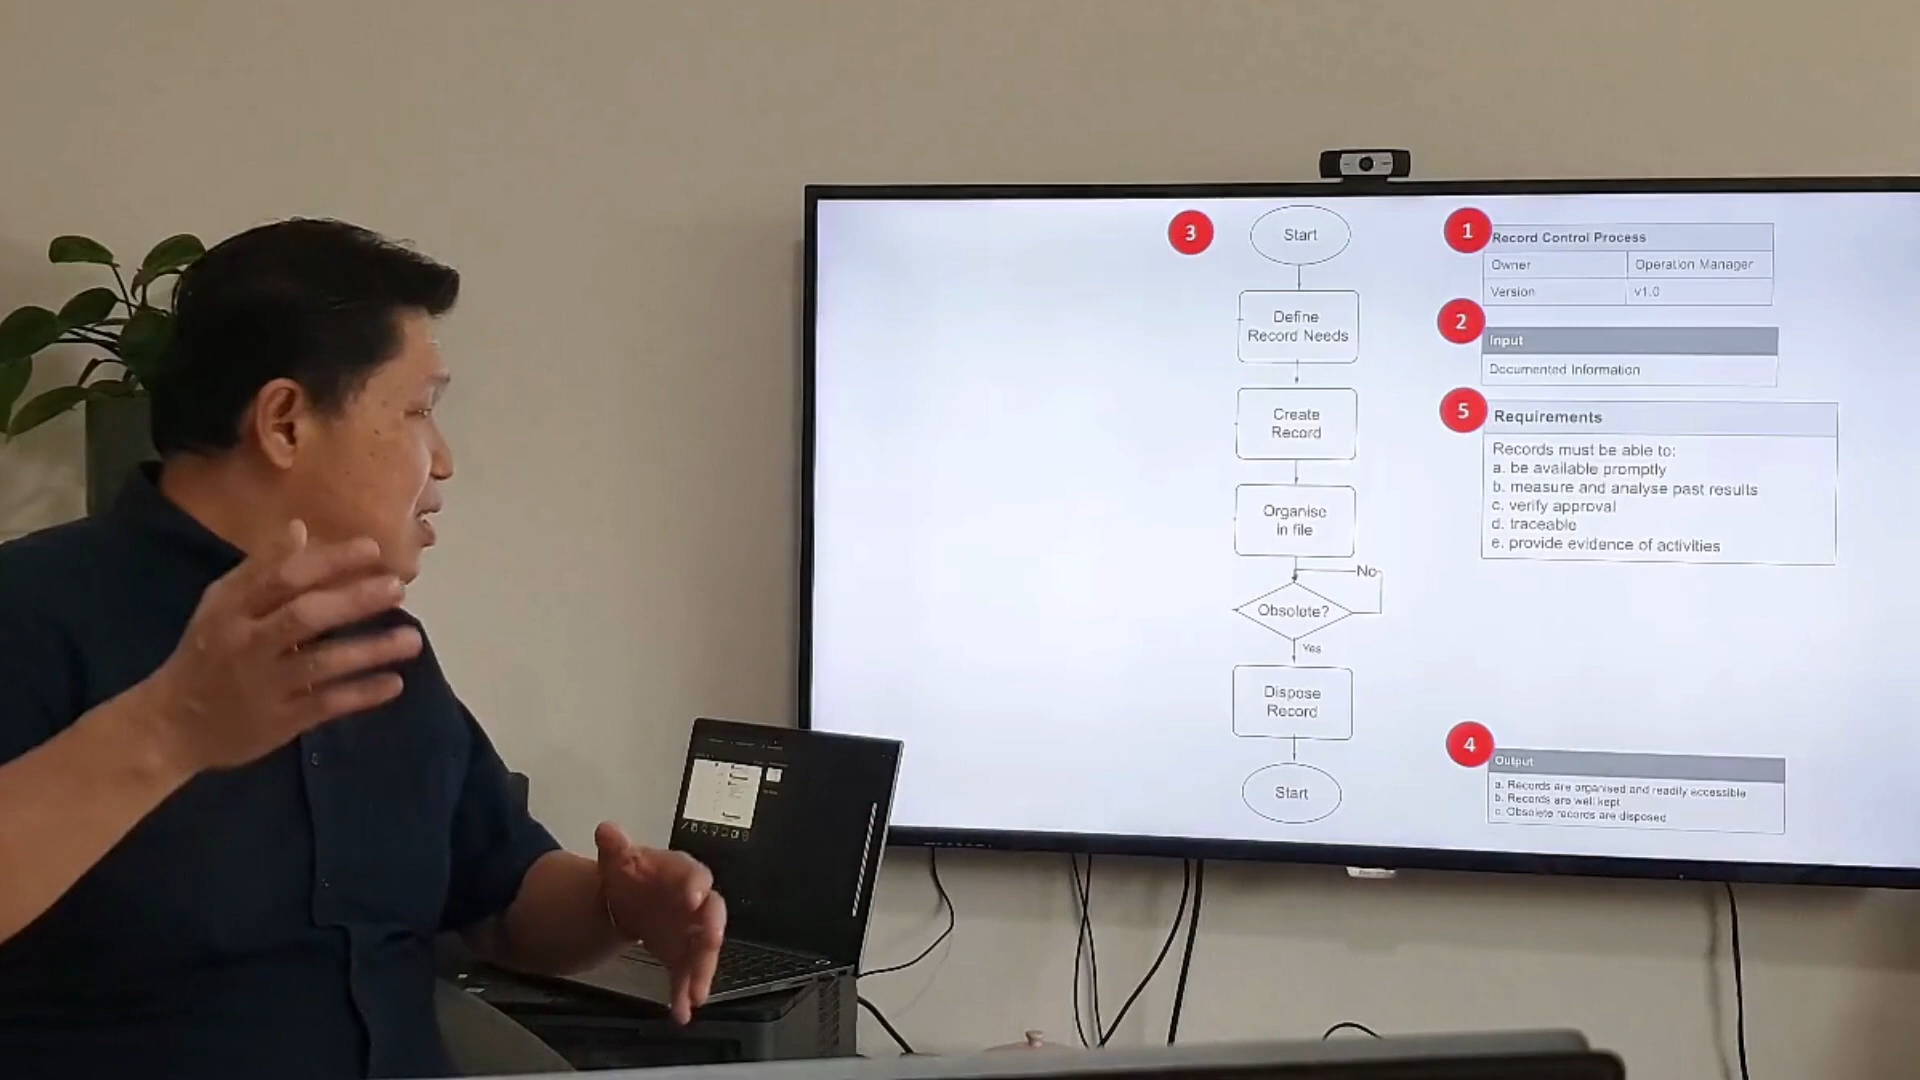 3
Start
Define
Record Needs
Create
Record
Organise
in file
No
Obsolete?
Yes
Dispose
Record
Start
1
Record Control Process
Owner Operation Manager
Version v1.0
2
Input
Documented Information
5
Requirements
Records must be able to:
a. be available promptly
b. measure and analyse past results
c. verify approval
d. traceable
e. provide evidence of activities
4
Output
a. Records are organised and readily accessible
b. Records are well kept
c. Obsolete records are disposed